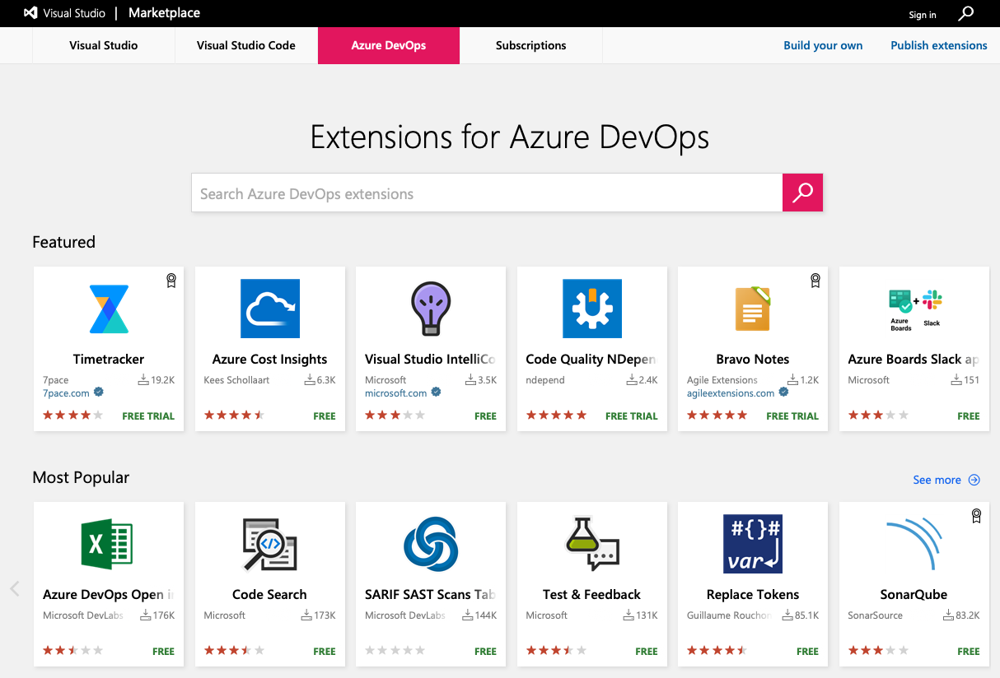 Visual Studio | Marketplace
Sign in
Visual Studio
Visual Studio Code
Azure DevOps
Subscriptions
Build your own
Publish extensions
Extensions for Azure DevOps
Search Azure DevOps extensions
Featured
Timetracker
7pace 19.2K
7pace.com
FREE TRIAL
Azure Cost Insights
Kees Schollaart 6.3K
FREE
Visual Studio IntelliCo
Microsoft 3.5K
microsoft.com
FREE
Code Quality NDepen
ndepend 2.4K
FREE TRIAL
Bravo Notes
Agile Extensions 1.2K
agileextensions.com
FREE TRIAL
Azure
Boards
+
Slack
Azure Boards Slack ap
Microsoft 151
FREE
Most Popular
See more
X
Azure DevOps Open i
Microsoft DevLabs 176K
FREE
</>
Code Search
Microsoft 173K
FREE
SARIF SAST Scans Tab
Microsoft DevLabs 144K
FREE
Test & Feedback
Microsoft 131K
FREE
#{}#
var
Replace Tokens
Guillaume Rouchon 85.1K
FREE
SonarQube
SonarSource 83.2K
FREE